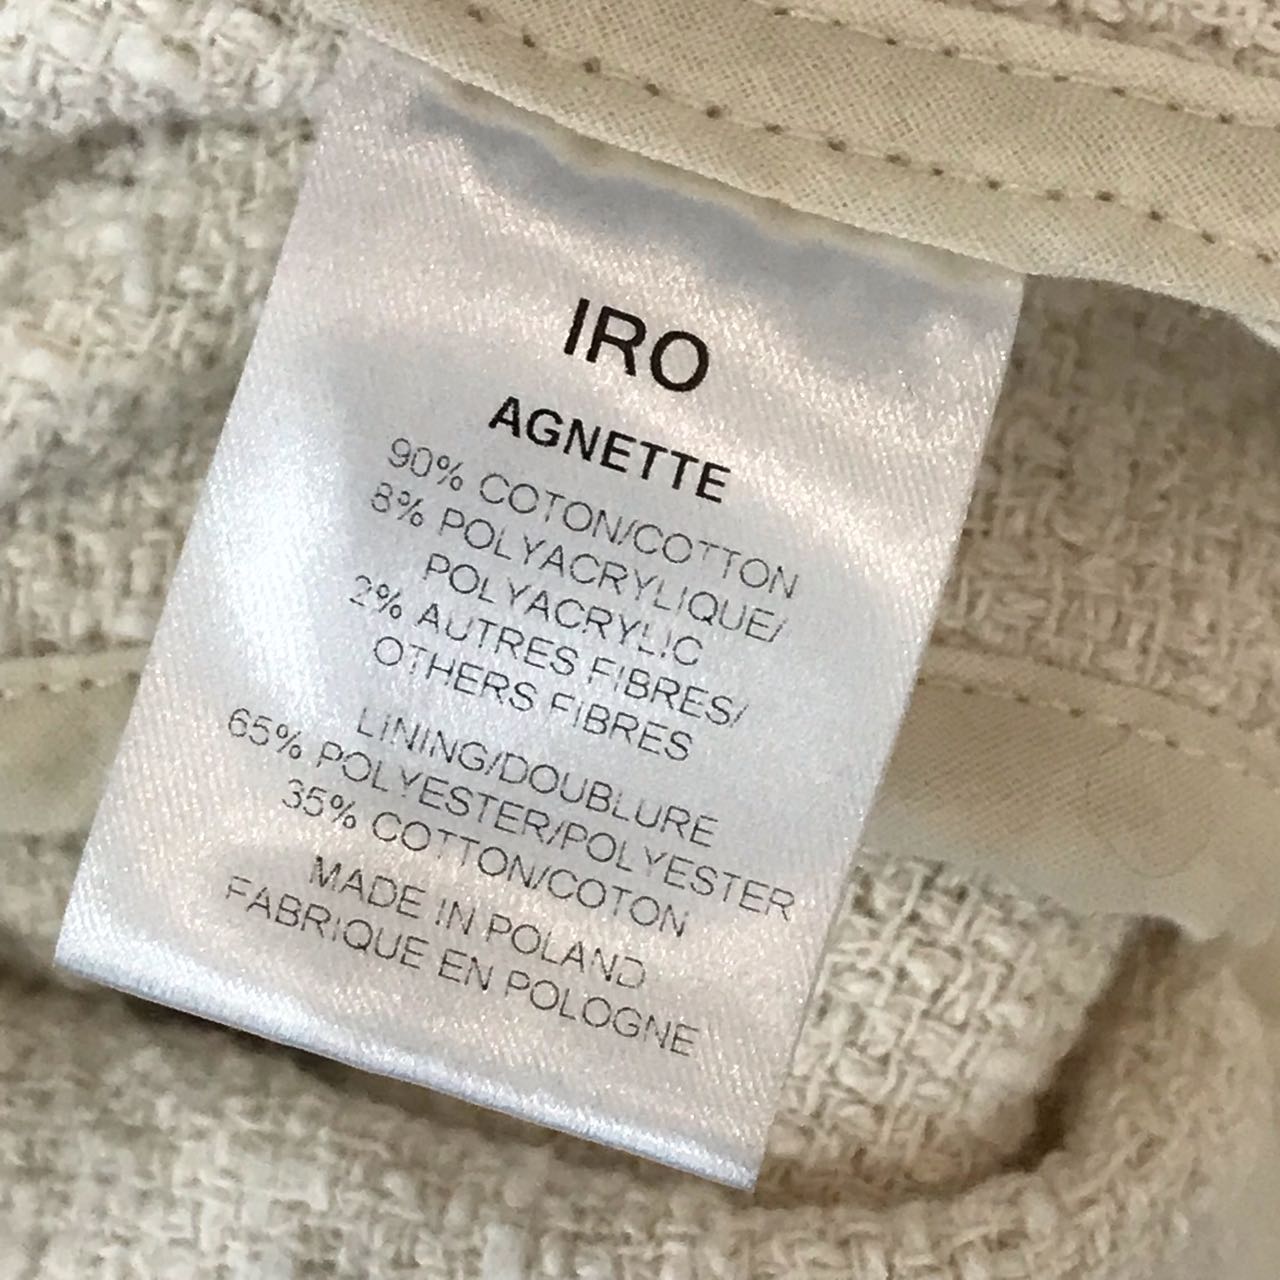 IRO
AGNETTE
90% COTON/COTTON
8% POLYACRYLIQUE/
POLYACRYLIC
2% AUTRES FIBRES/
OTHERS FIBRES
LINING/DOUBLURE
65% POLYESTER/POLYESTER
35% COTTON/COTON
MADE IN POLAND
FABRIQUE EN POLOGNE